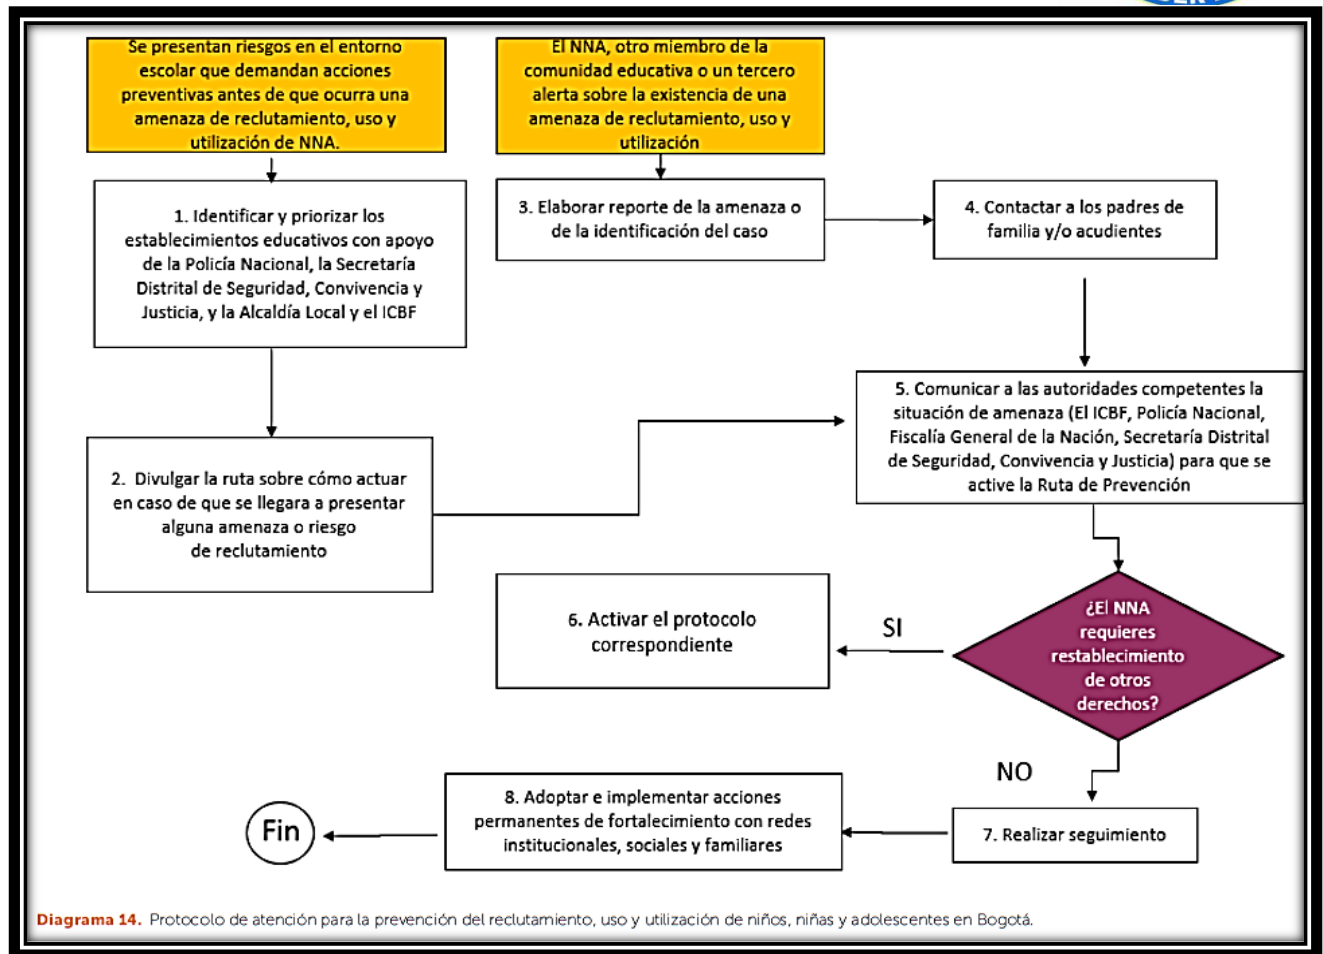 Se presentan riesgos en el entorno
escolar que demandan acciones
preventivas antes de que ocurra una
amenaza de reclutamiento, uso y
utilización de NNA.
El NNA, otro miembro de la
comunidad educativa o un tercero
alerta sobre la existencia de una
amenaza de reclutamiento, uso y
utilización
1. Identificar y priorizar los
establecimientos educativos con apoyo
de la Policía Nacional, la Secretaría
Distrital de Seguridad, Convivencia y
Justicia, y la Alcaldía Local y el ICBF
3. Elaborar reporte de la amenaza o
de la identificación del caso
4. Contactar a los padres de
familia y/o acudientes
2. Divulgar la ruta sobre cómo actuar
en caso de que se llegara a presentar
alguna amenaza o riesgo
de reclutamiento
5. Comunicar a las autoridades competentes la
situación de amenaza (El ICBF, Policía Nacional,
Fiscalía General de la Nación, Secretaría Distrital
de Seguridad, Convivencia y Justicia) para que se
active la Ruta de Prevención
¿El NNA
requieres
restablecimiento
de otros
derechos?
SI
6. Activar el protocolo
correspondiente
NO
7. Realizar seguimiento
8. Adoptar e implementar acciones
permanentes de fortalecimiento con redes
institucionales, sociales y familiares
Fin
Diagrama 14. Protocolo de atención para la prevención del reclutamiento, uso y utilización de niños, niñas y adolescentes en Bogotá.